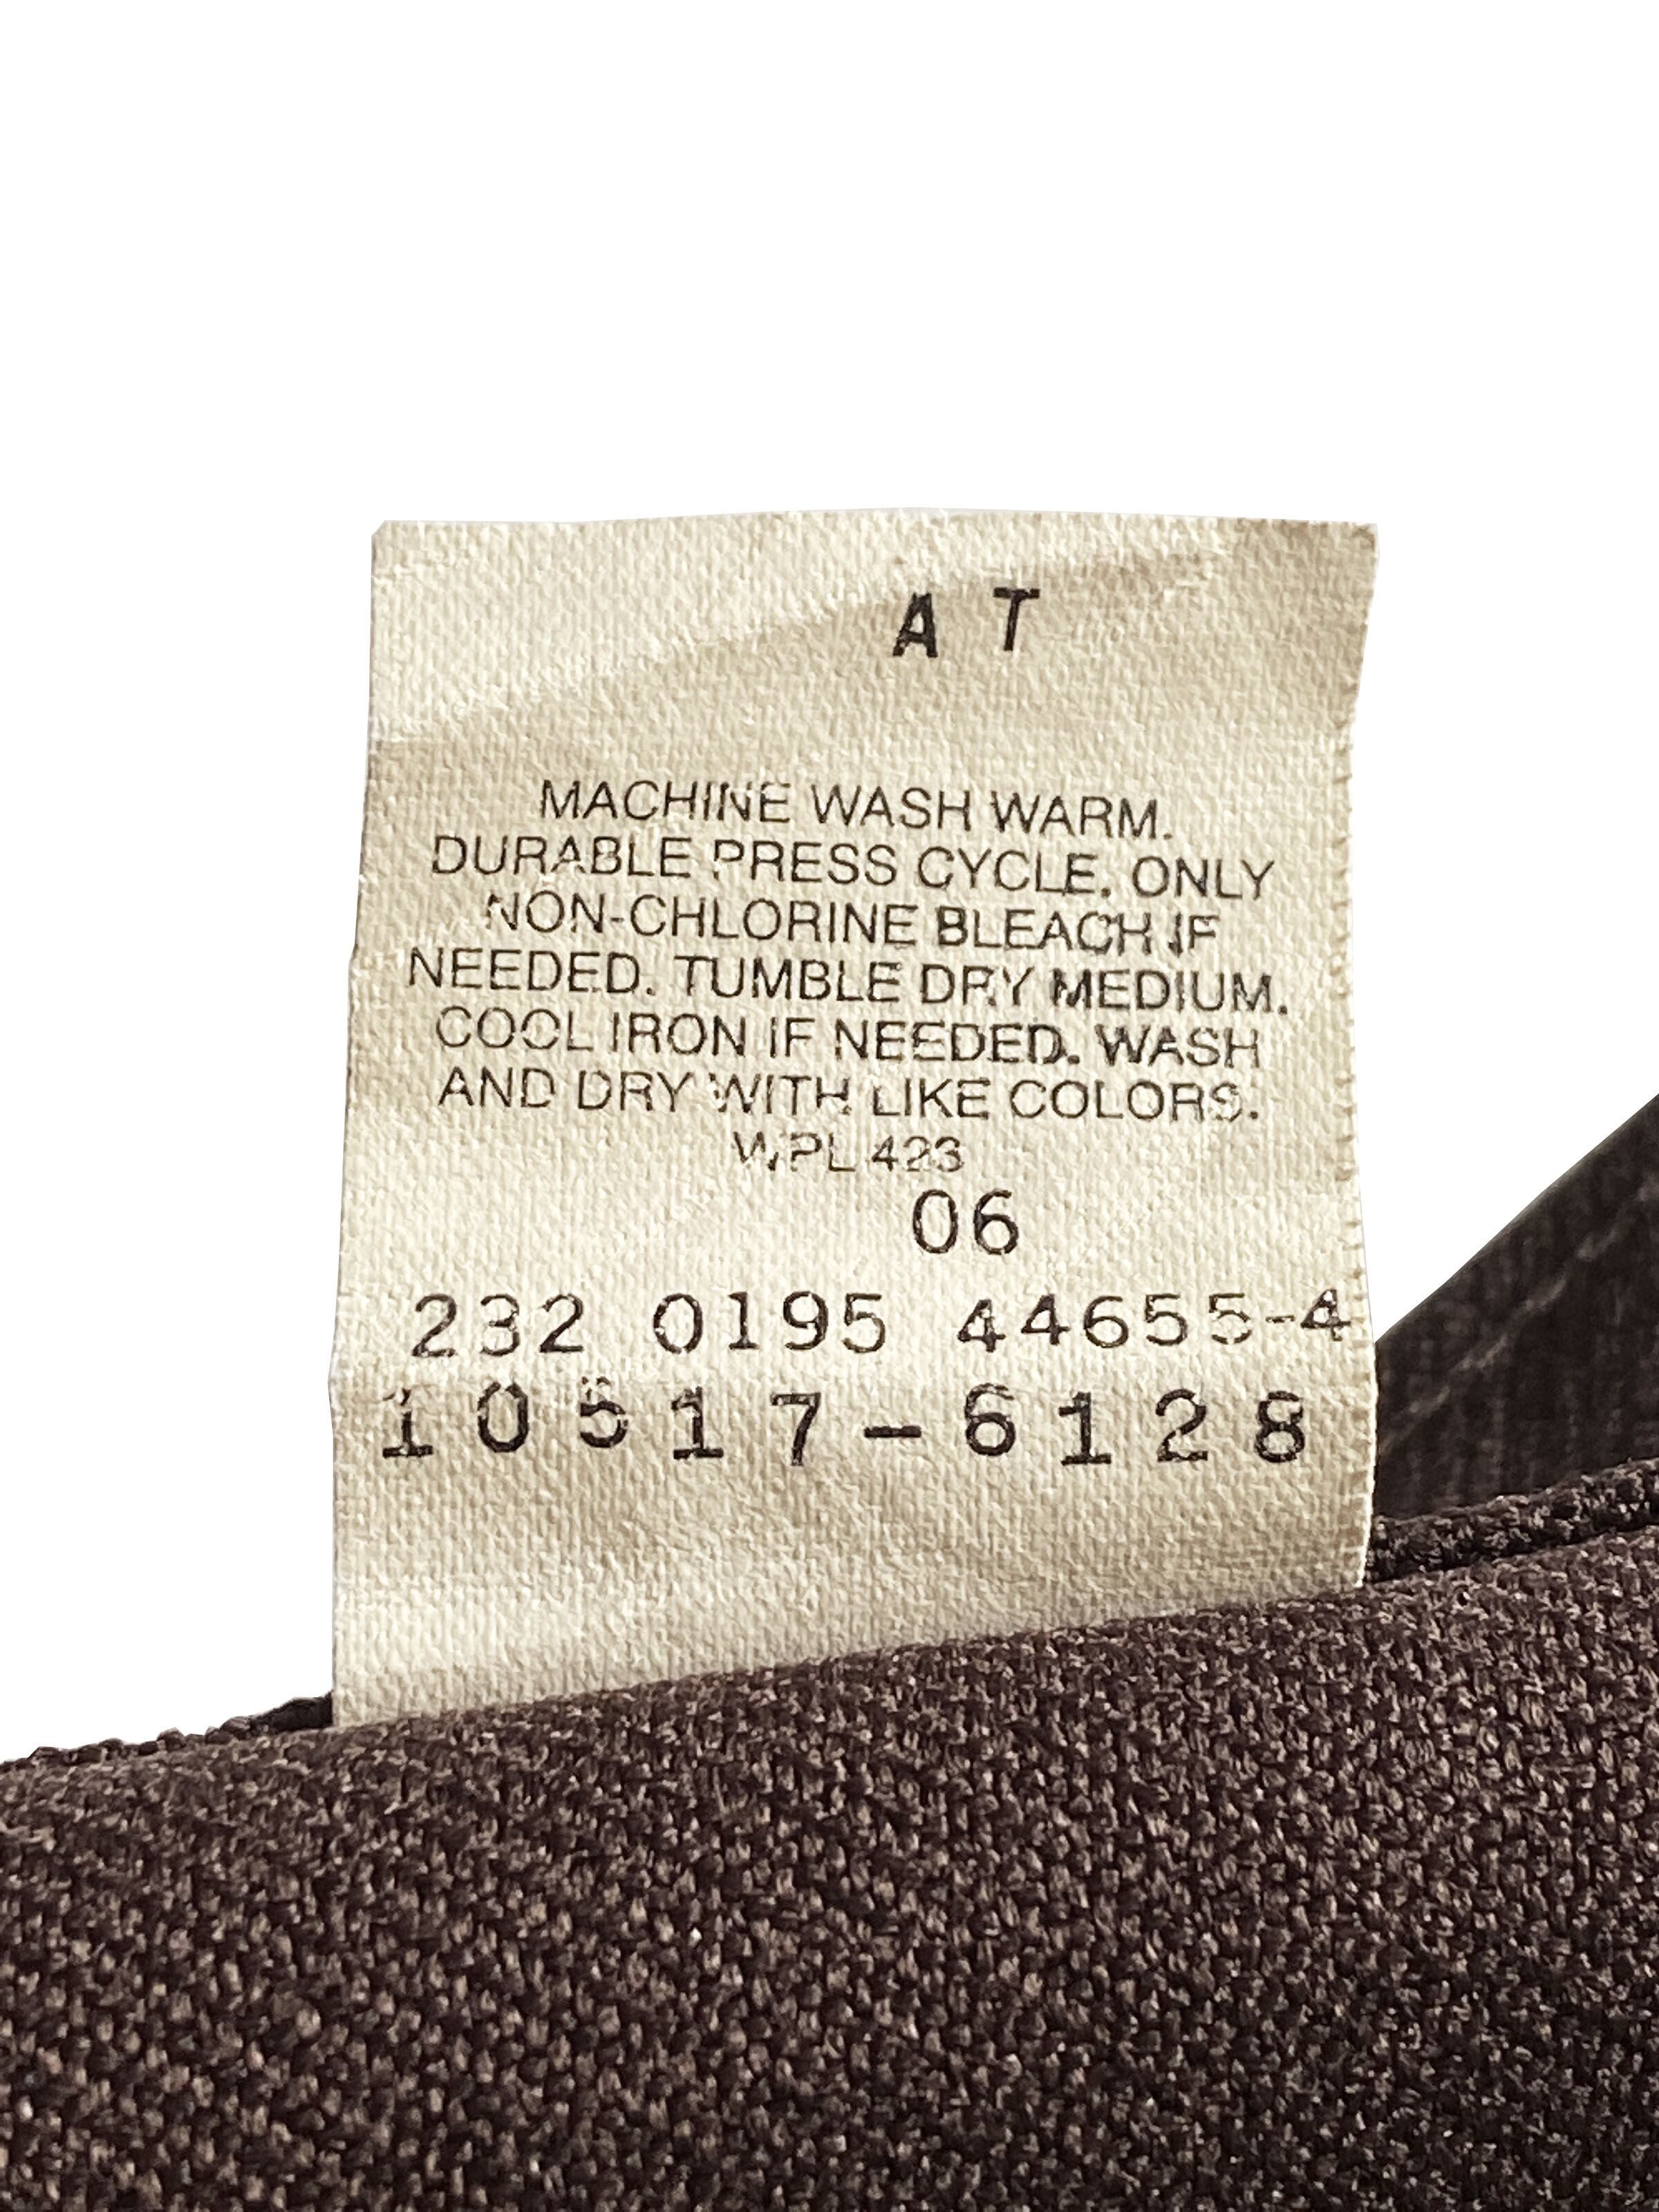 A T
MACHINE WASH WARM.
DURABLE PRESS CYCLE. ONLY
NON-CHLORINE BLEACH IF
NEEDED. TUMBLE DRY MEDIUM.
COOL IRON IF NEEDED. WASH
AND DRY WITH LIKE COLORS.
WPL 423
06
232 0195 44655-4
10517-6128